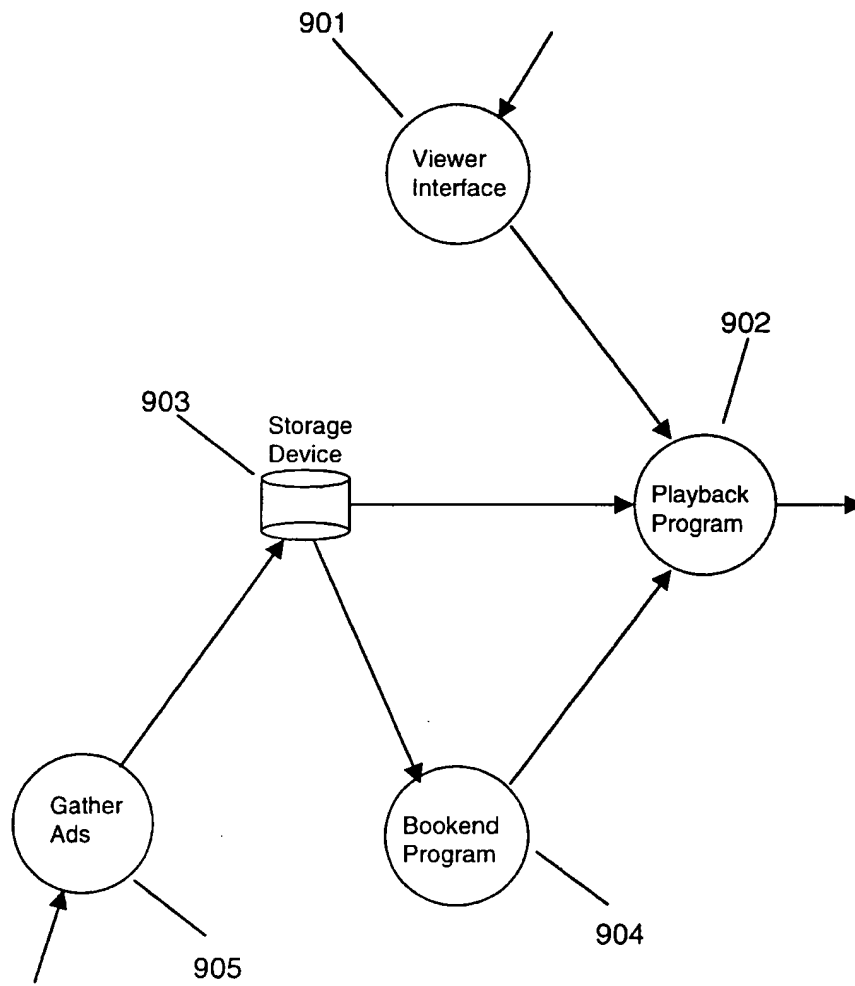 901
Viewer
Interface
902
903
Storage
Device
Playback
Program
Gather
Ads
Bookend
Program
904
905